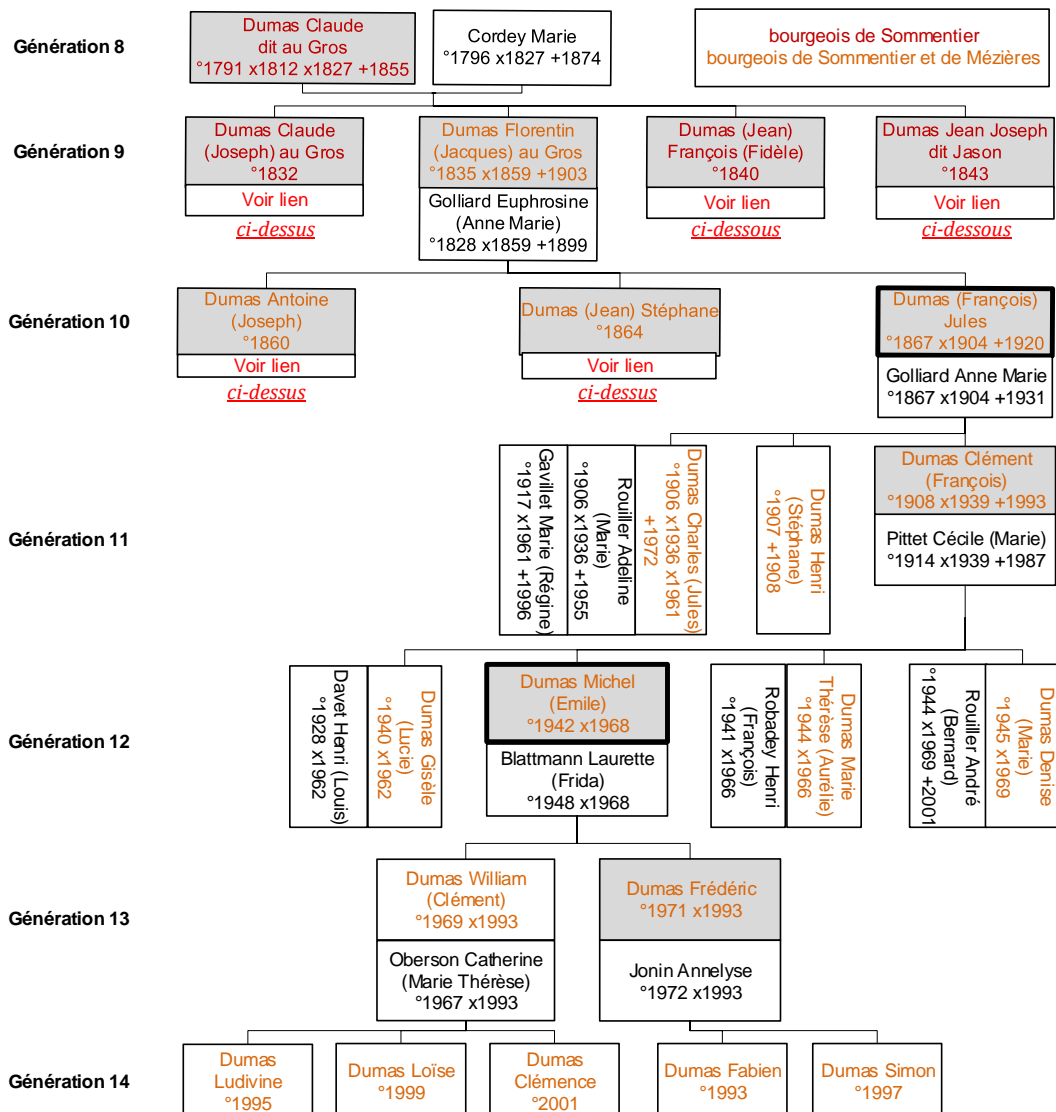 Génération 8
Dumas Claude
dit au Gros
°1791 x1812 x1827 +1855
Cordey Marie
°1796 x1827 +1874
bourgeois de Sommentier
bourgeois de Sommentier et de Mézières
Génération 9
Dumas Claude
(Joseph) au Gros
°1832
Voir lien
ci-dessus
Dumas Florentin
(Jacques) au Gros
°1835 x1859 +1903
Golliard Euphrosine
(Anne Marie)
°1828 x1859 +1899
Dumas (Jean)
François (Fidèle)
°1840
Voir lien
ci-dessous
Dumas Jean Joseph
dit Jason
°1843
Voir lien
ci-dessous
Génération 10
Dumas Antoine
(Joseph)
°1860
Voir lien
ci-dessus
Dumas (Jean) Stéphane
°1864
Voir lien
ci-dessus
Dumas (François)
Jules
°1867 x1904 +1920
Golliard Anne Marie
°1867 x1904 +1931
Génération 11
Gavillet Marie (Régine)
°1917 x1961 +1996
Rouiller Adeline
(Marie)
°1906 x1936 +1955
Dumas Charles (Jules)
°1906 x1936 x1961
+1972
Dumas Henri
(Stéphane)
°1907 +1908
Dumas Clément
(François)
°1908 x1939 +1993
Pittet Cécile (Marie)
°1914 x1939 +1987
Génération 12
Davet Henri (Louis)
°1928 x1962
Dumas Gisèle
(Lucie)
°1940 x1962
Dumas Michel
(Emile)
°1942 x1968
Blattmann Laurette
(Frida)
°1948 x1968
Robadey Henri
(François)
°1941 x1966
Dumas Marie
Thérèse (Aurélie)
°1944 x1966
Rouiller André
(Bernard)
°1944 x1969 +2001
Dumas Denise
(Marie)
°1945 x1969
Génération 13
Dumas William
(Clément)
°1969 x1993
Oberson Catherine
(Marie Thérèse)
°1967 x1993
Dumas Frédéric
°1971 x1993
Jonin Annelyse
°1972 x1993
Génération 14
Dumas
Ludivine
°1995
Dumas Loïse
°1999
Dumas
Clémence
°2001
Dumas Fabien
°1993
Dumas Simon
°1997